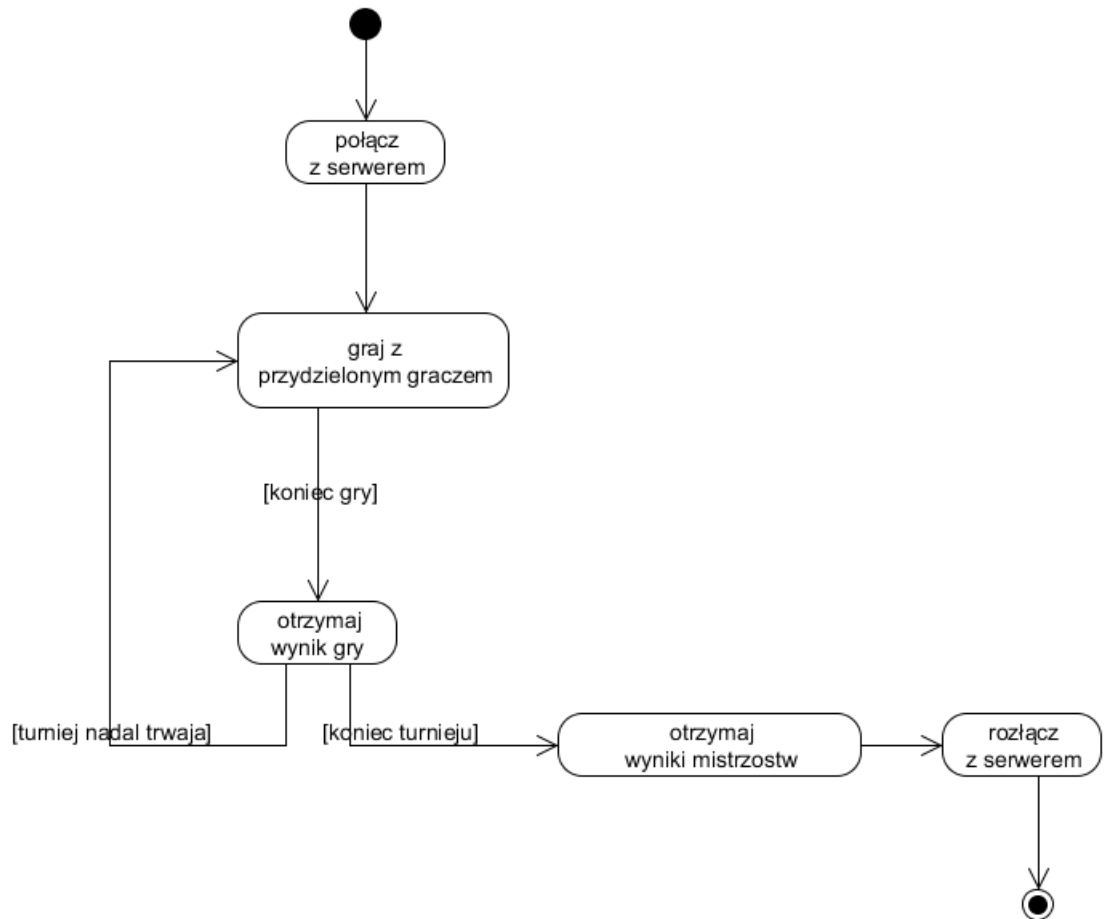 połącz
z serwerem
graj z
przydzielonym graczem
[koniec gry]
otrzymaj
wynik gry
[turniej nadal trwaja]
[koniec turnieju]
otrzymaj
wyniki mistrzostw
rozłącz
z serwerem